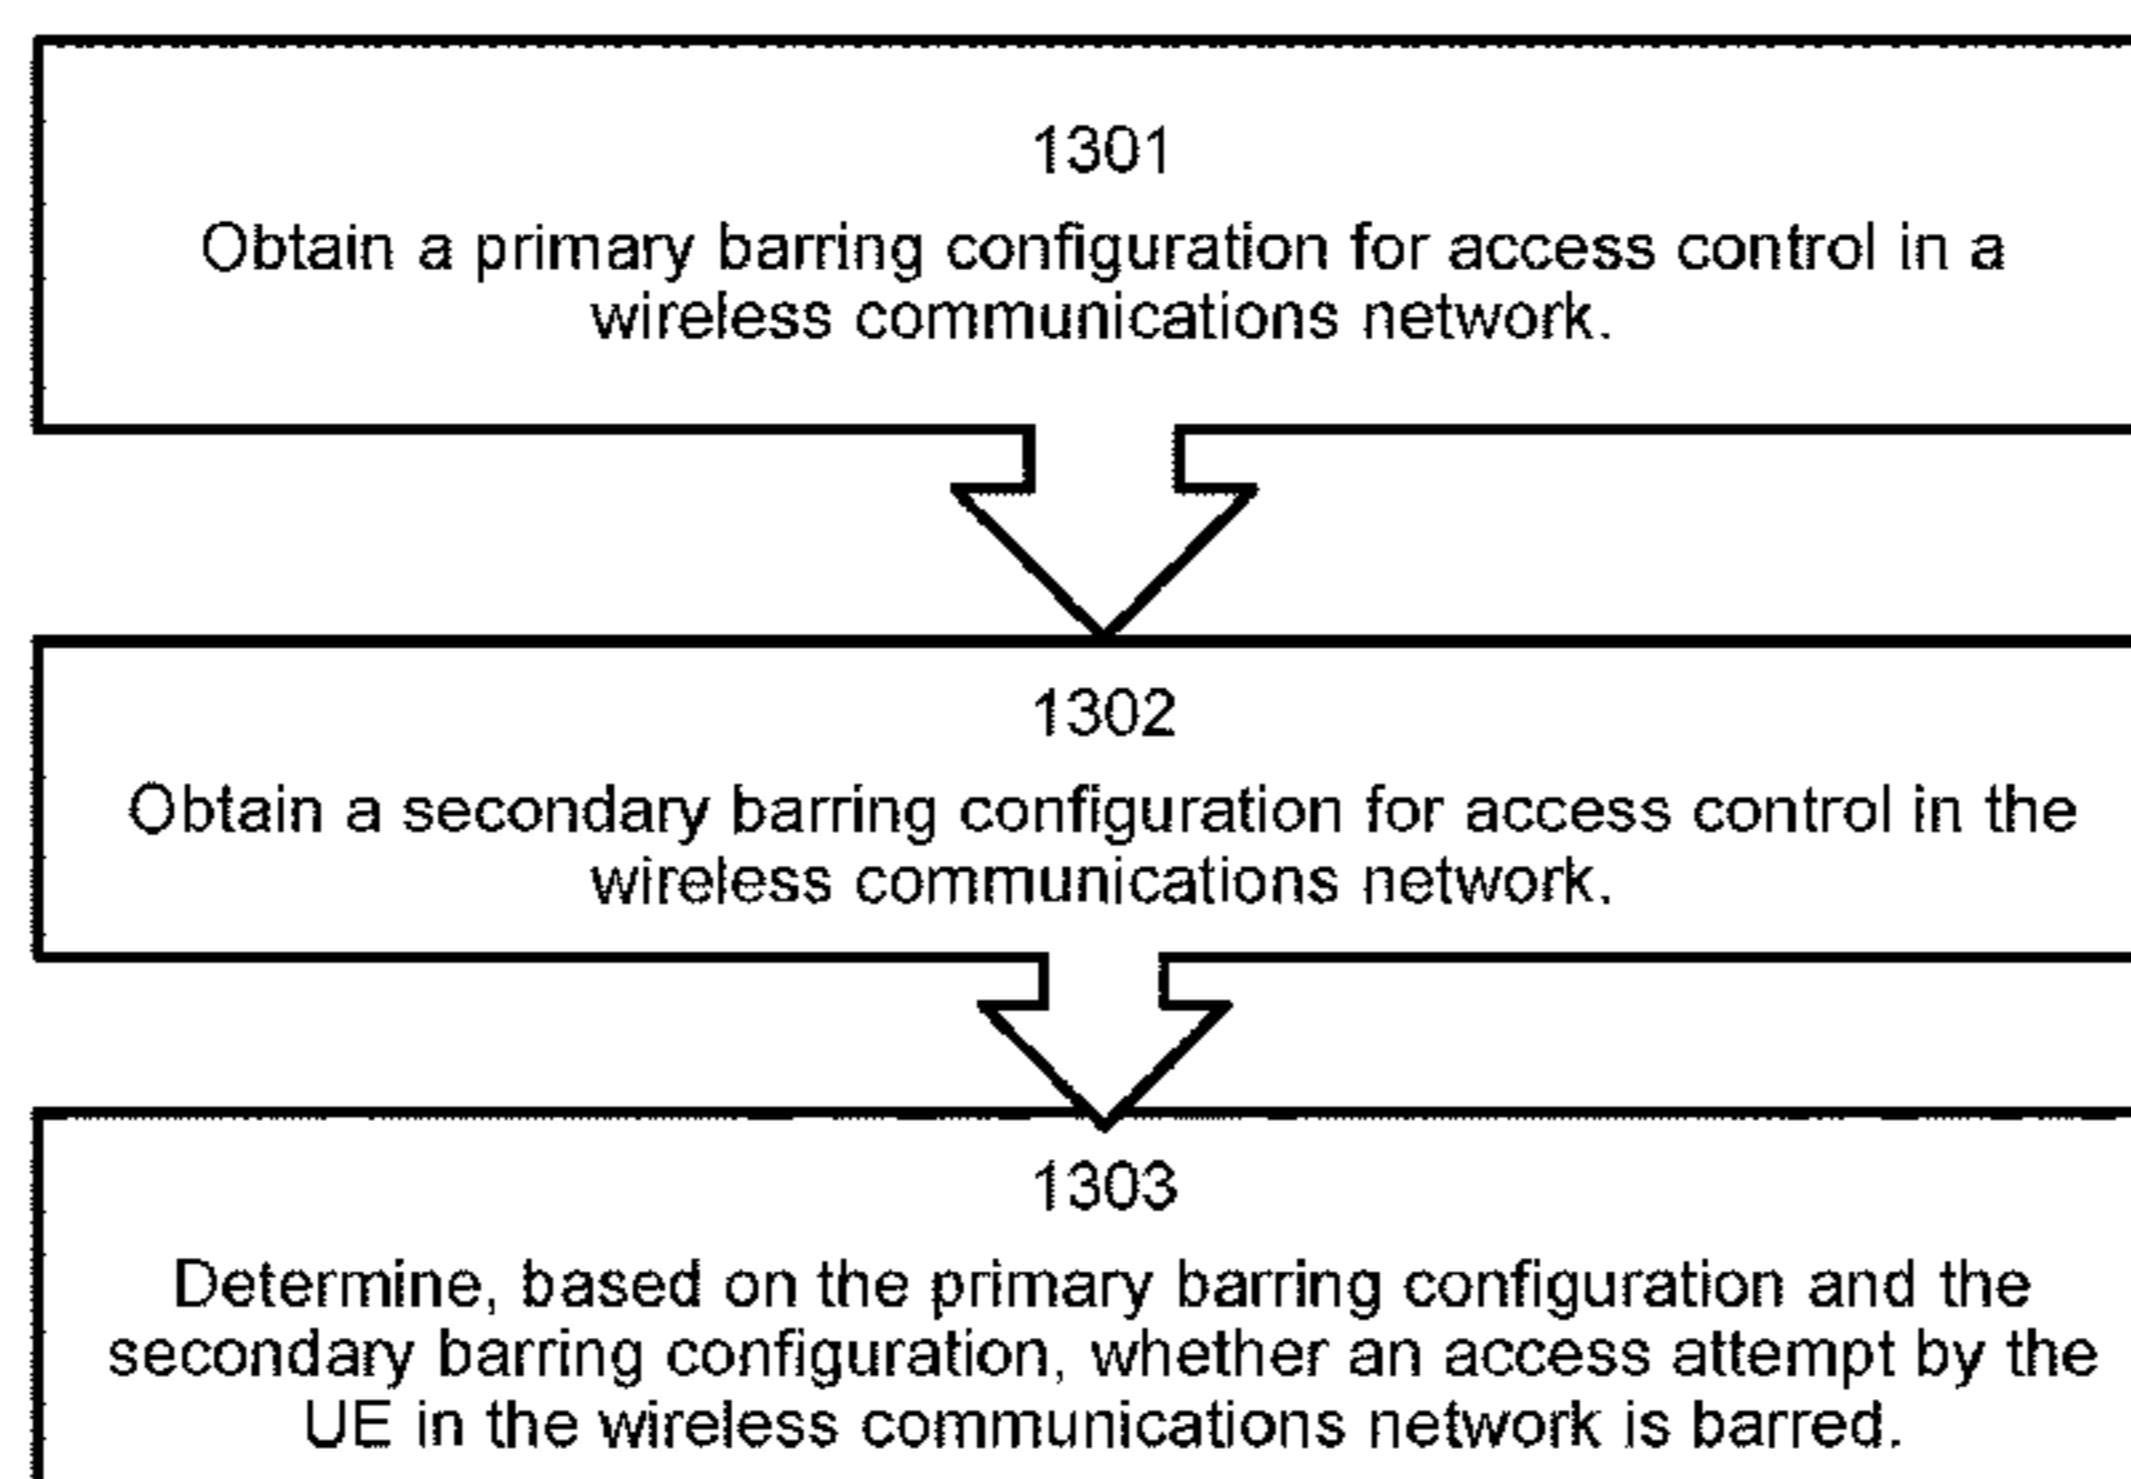 1301
Obtain a primary barring configuration for access control in a
wireless communications network.
1302
Obtain a secondary barring configuration for access control in the
wireless communications network.
1303
Determine, based on the primary barring configuration and the
secondary barring configuration, whether an access attempt by the
UE in the wireless communications network is barred.